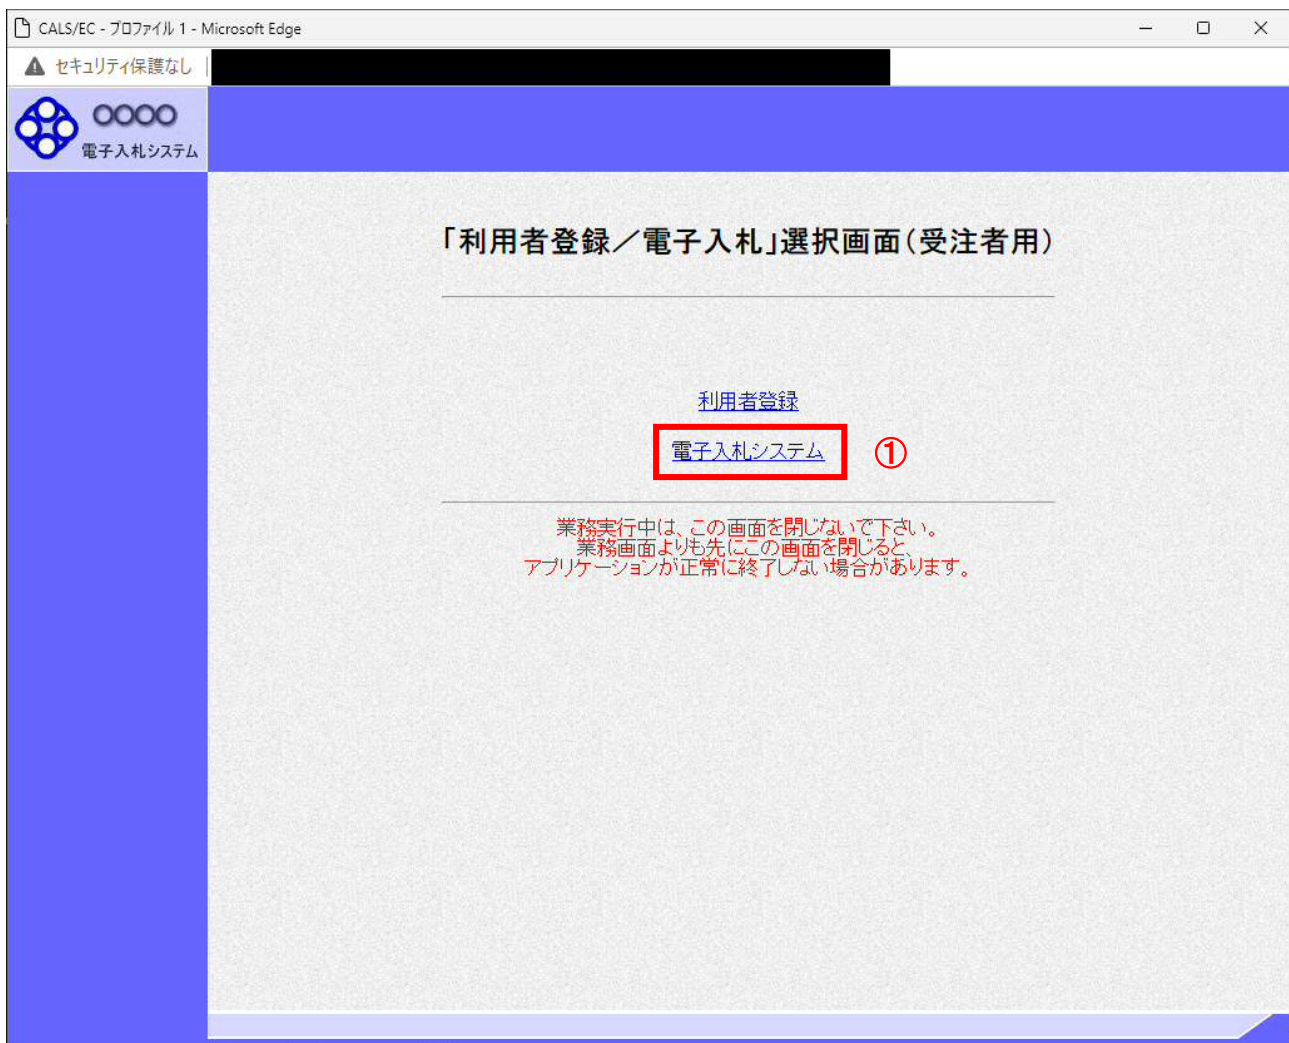 CALS/EC - プロファイル 1 - Microsoft Edge
セキュリティ保護なし
○○○○
電子入札システム
「利用者登録／電子入札」選択画面（受注者用）
利用者登録
電子入札システム ①
業務実行中は、この画面を閉じないで下さい。
業務画面よりも先にこの画面を閉じると、
アプリケーションが正常に終了しない場合があります。